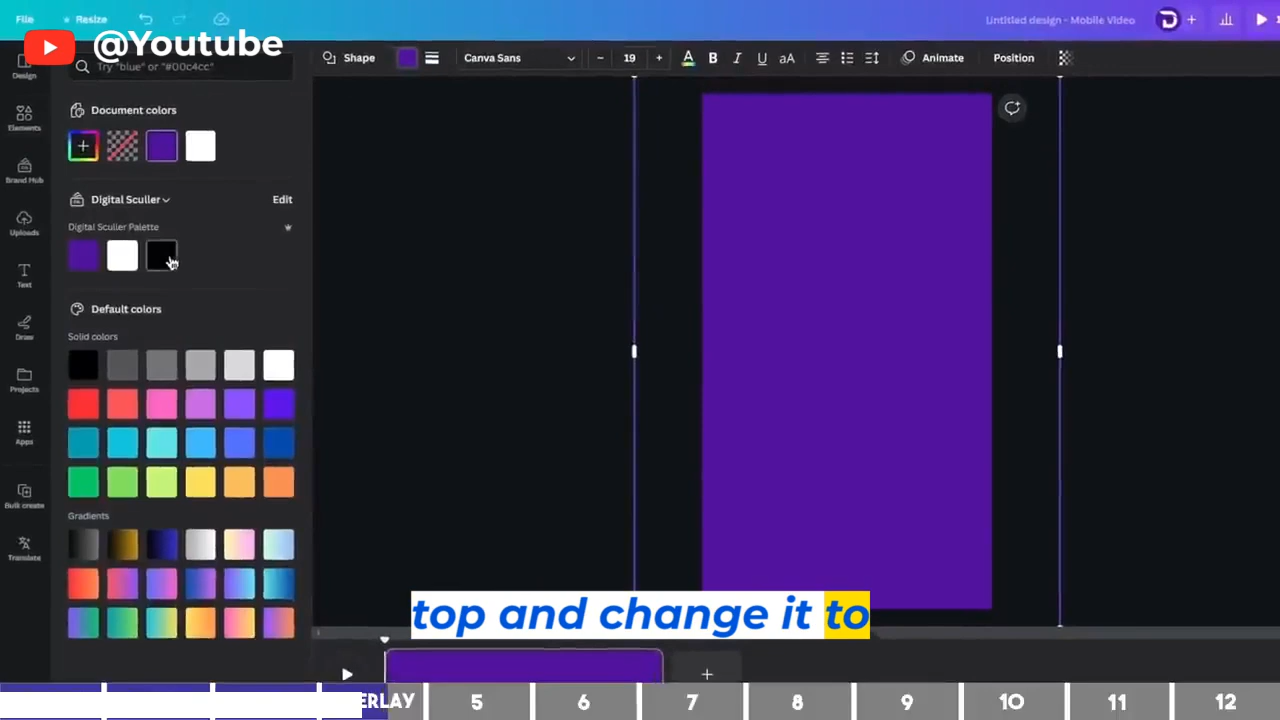 File
Resize
Untitled design - Mobile Video
@Youtube
Design
Try "blue" or "#00c4cc"
Shape
Canva Sans
– 19 +
A B I U aA
Animate
Position
Document colors
Elements
Brand Hub
Digital Sculler
Edit
Uploads
Digital Sculler Palette
Text
Default colors
Draw
Solid colors
Projects
Apps
Bulk create
Gradients
Translate
top and change it to
ERLAY
5
6
7
8
9
10
11
12